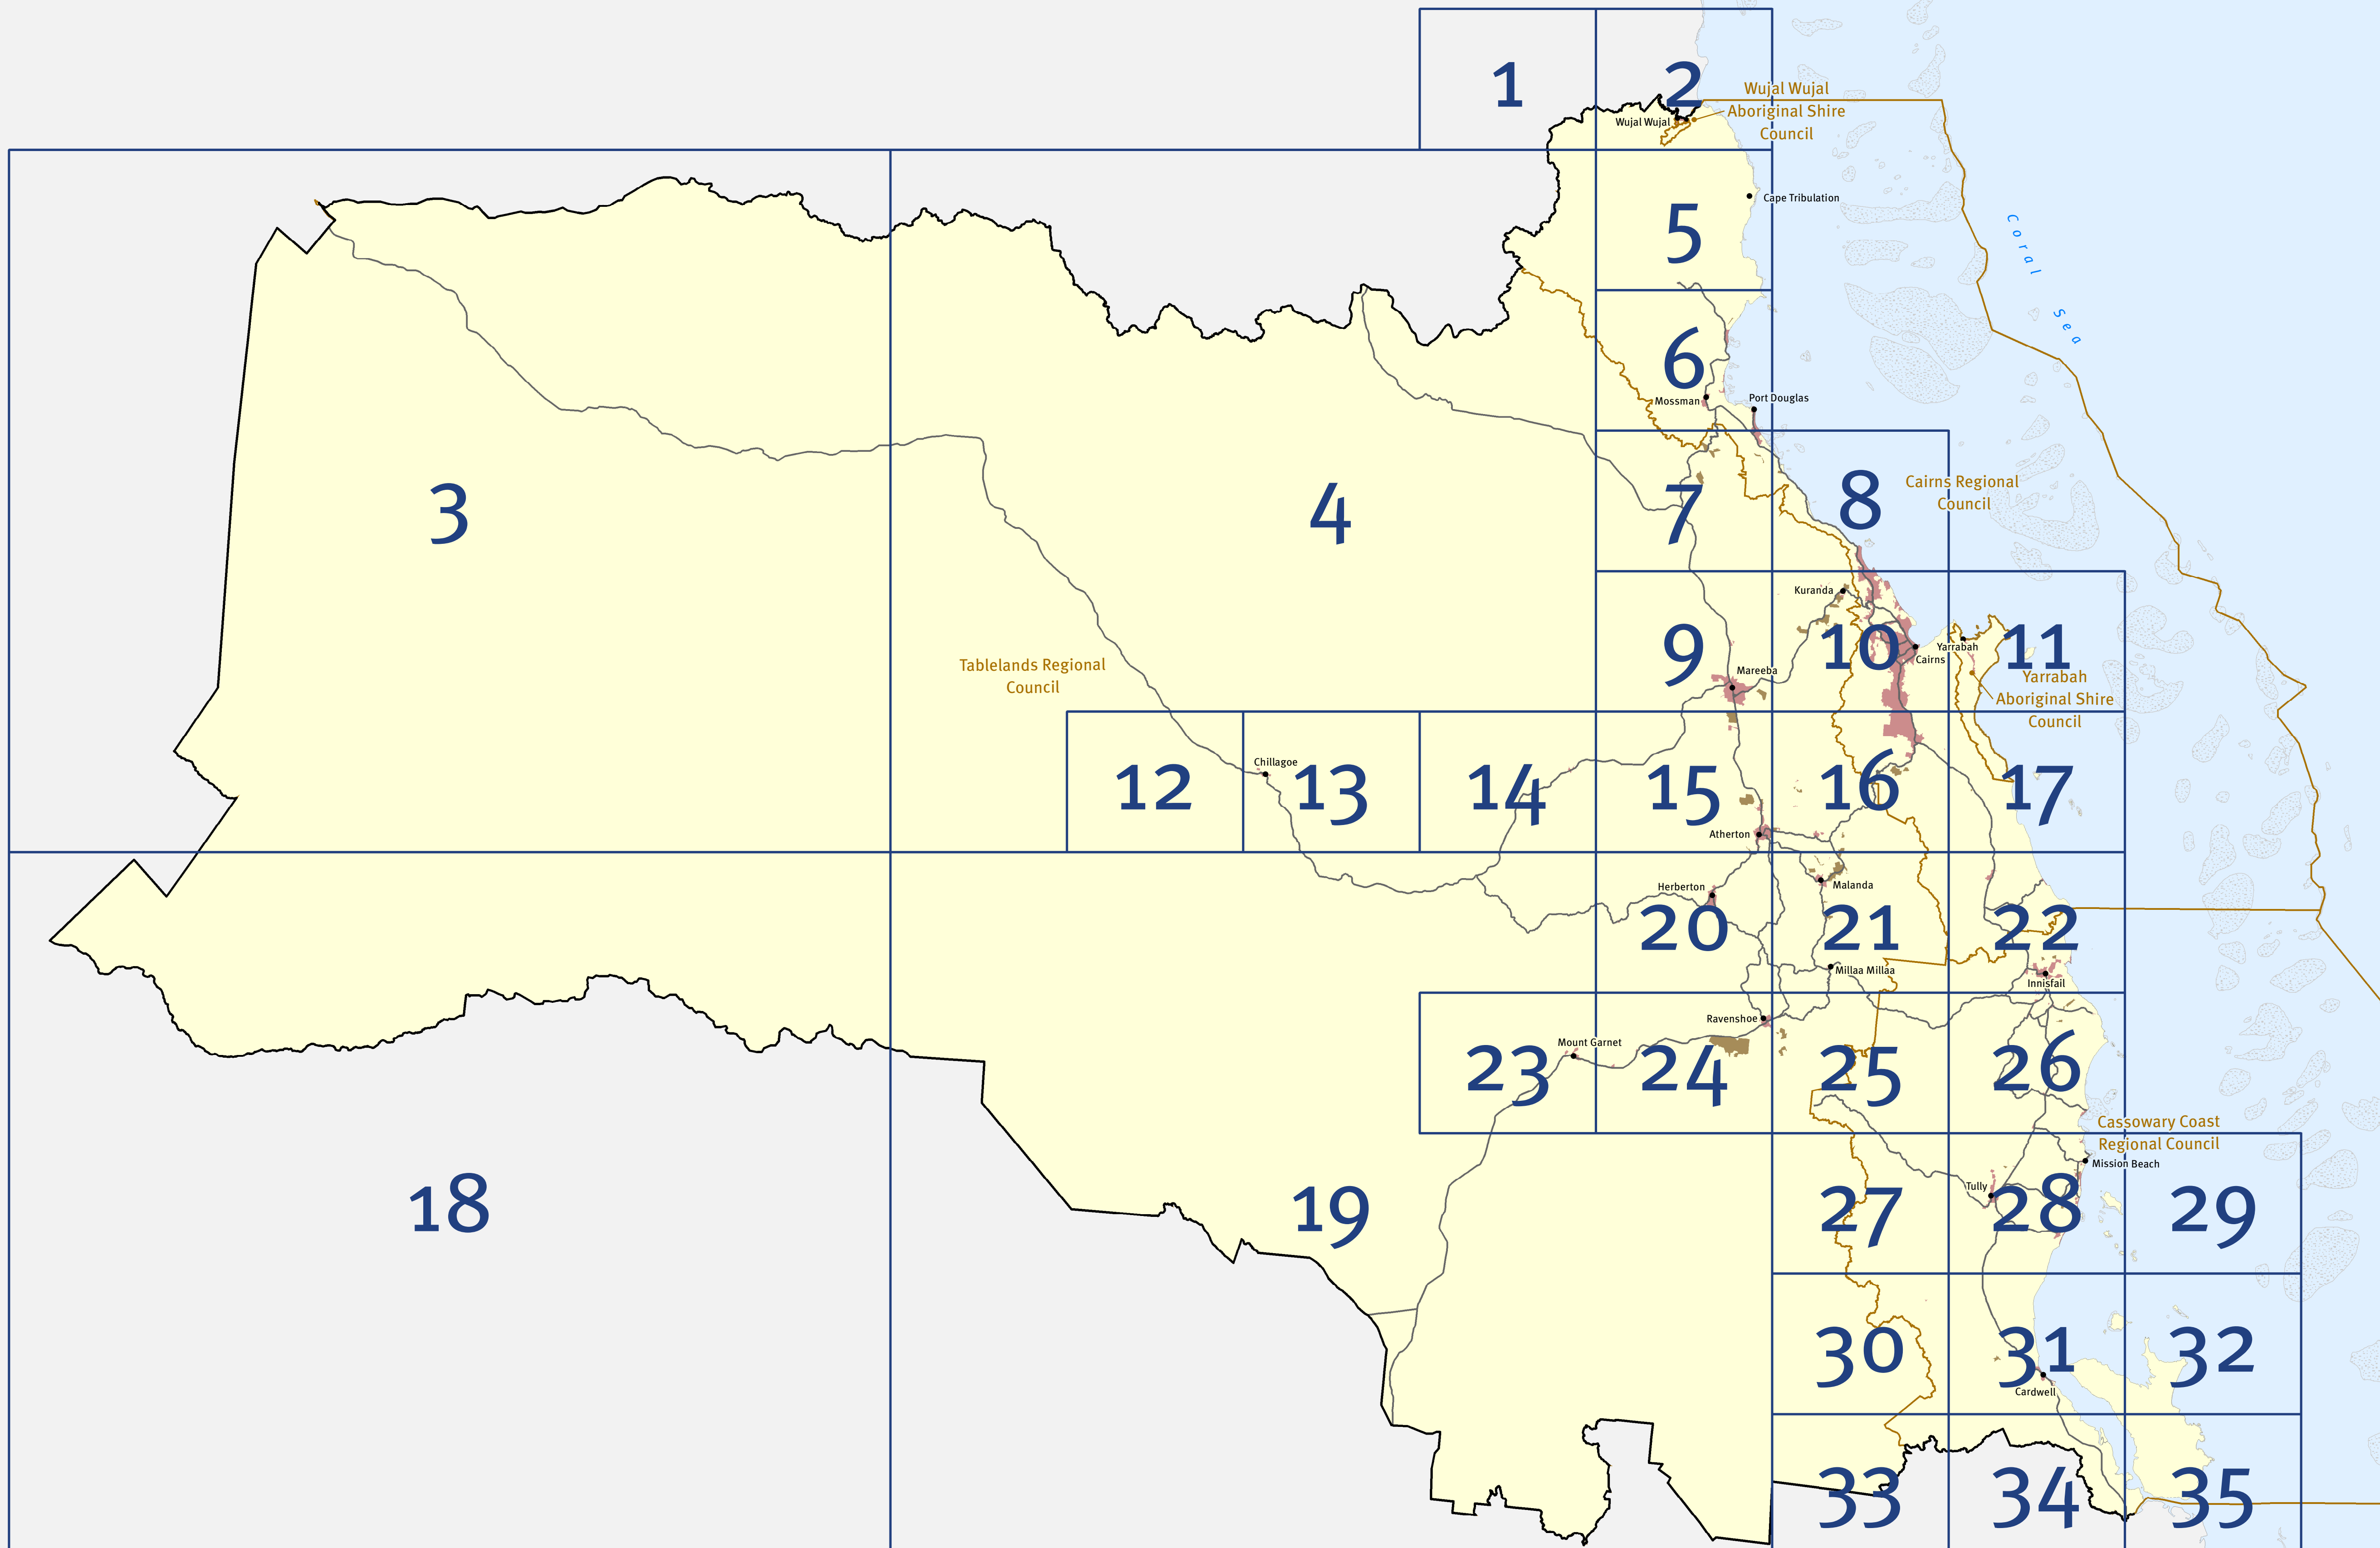 1
2
Wujal Wujal
Aboriginal Shire
Council
Wujal Wujal
Cape Tribulation
5
Coral Sea
6
Mossman
Port Douglas
3
4
7
8
Cairns Regional
Council
Kuranda
9
10
11
Yarrabah
Cairns
Mareeba
Tablelands Regional
Council
Yarrabah
Aboriginal Shire
Council
Chillagoe
12
13
14
15
16
17
Atherton
Herberton
Malanda
20
21
22
Millaa Millaa
Innisfail
Ravenshoe
Mount Garnet
23
24
25
26
Cassowary Coast
Regional Council
Mission Beach
Tully
18
19
27
28
29
30
31
32
Cardwell
33
34
35